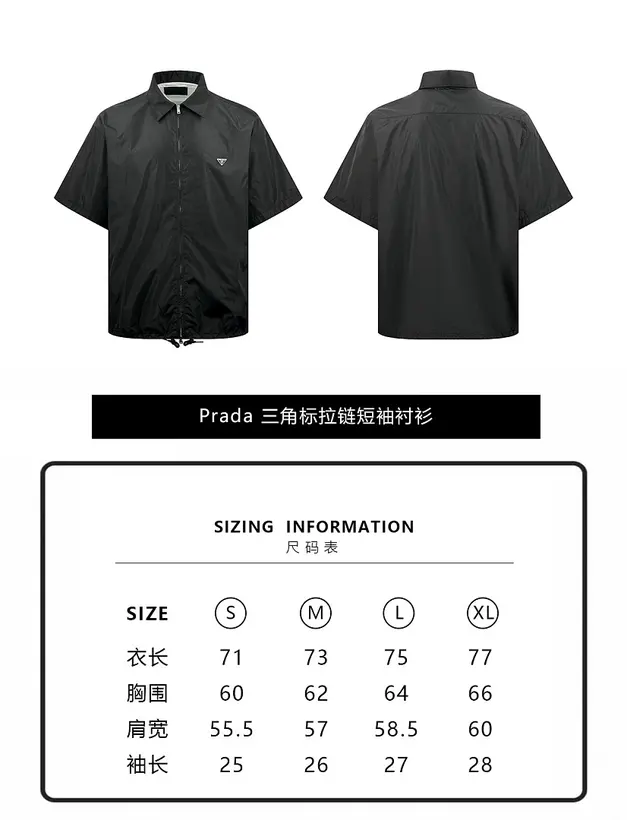 Prada 三角标拉链短袖衬衫
SIZING INFORMATION
尺码表
SIZE S M L XL
衣长 71 73 75 77
胸围 60 62 64 66
肩宽 55.5 57 58.5 60
袖长 25 26 27 28